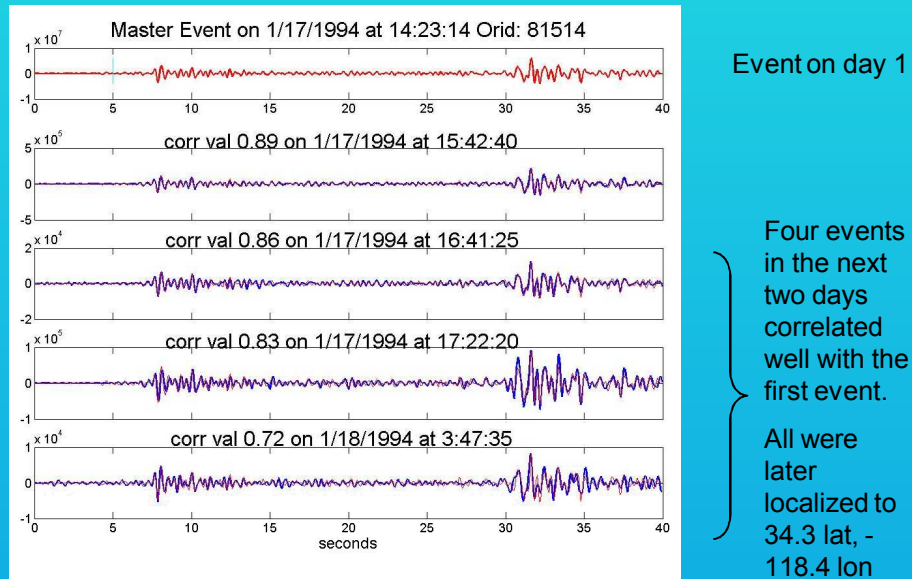 Master Event on 1/17/1994 at 14:23:14 Orid: 81514
x 10^7
1
0
-1
0 5 10 15 20 25 30 35 40
Event on day 1
corr val 0.89 on 1/17/1994 at 15:42:40
x 10^5
5
0
-5
corr val 0.86 on 1/17/1994 at 16:41:25
x 10^4
2
0
-2
corr val 0.83 on 1/17/1994 at 17:22:20
x 10^5
1
0
-1
corr val 0.72 on 1/18/1994 at 3:47:35
x 10^4
1
0
-1
0 5 10 15 20 25 30 35 40
seconds
Four events
in the next
two days
correlated
well with the
first event.
All were
later
localized to
34.3 lat, -
118.4 lon